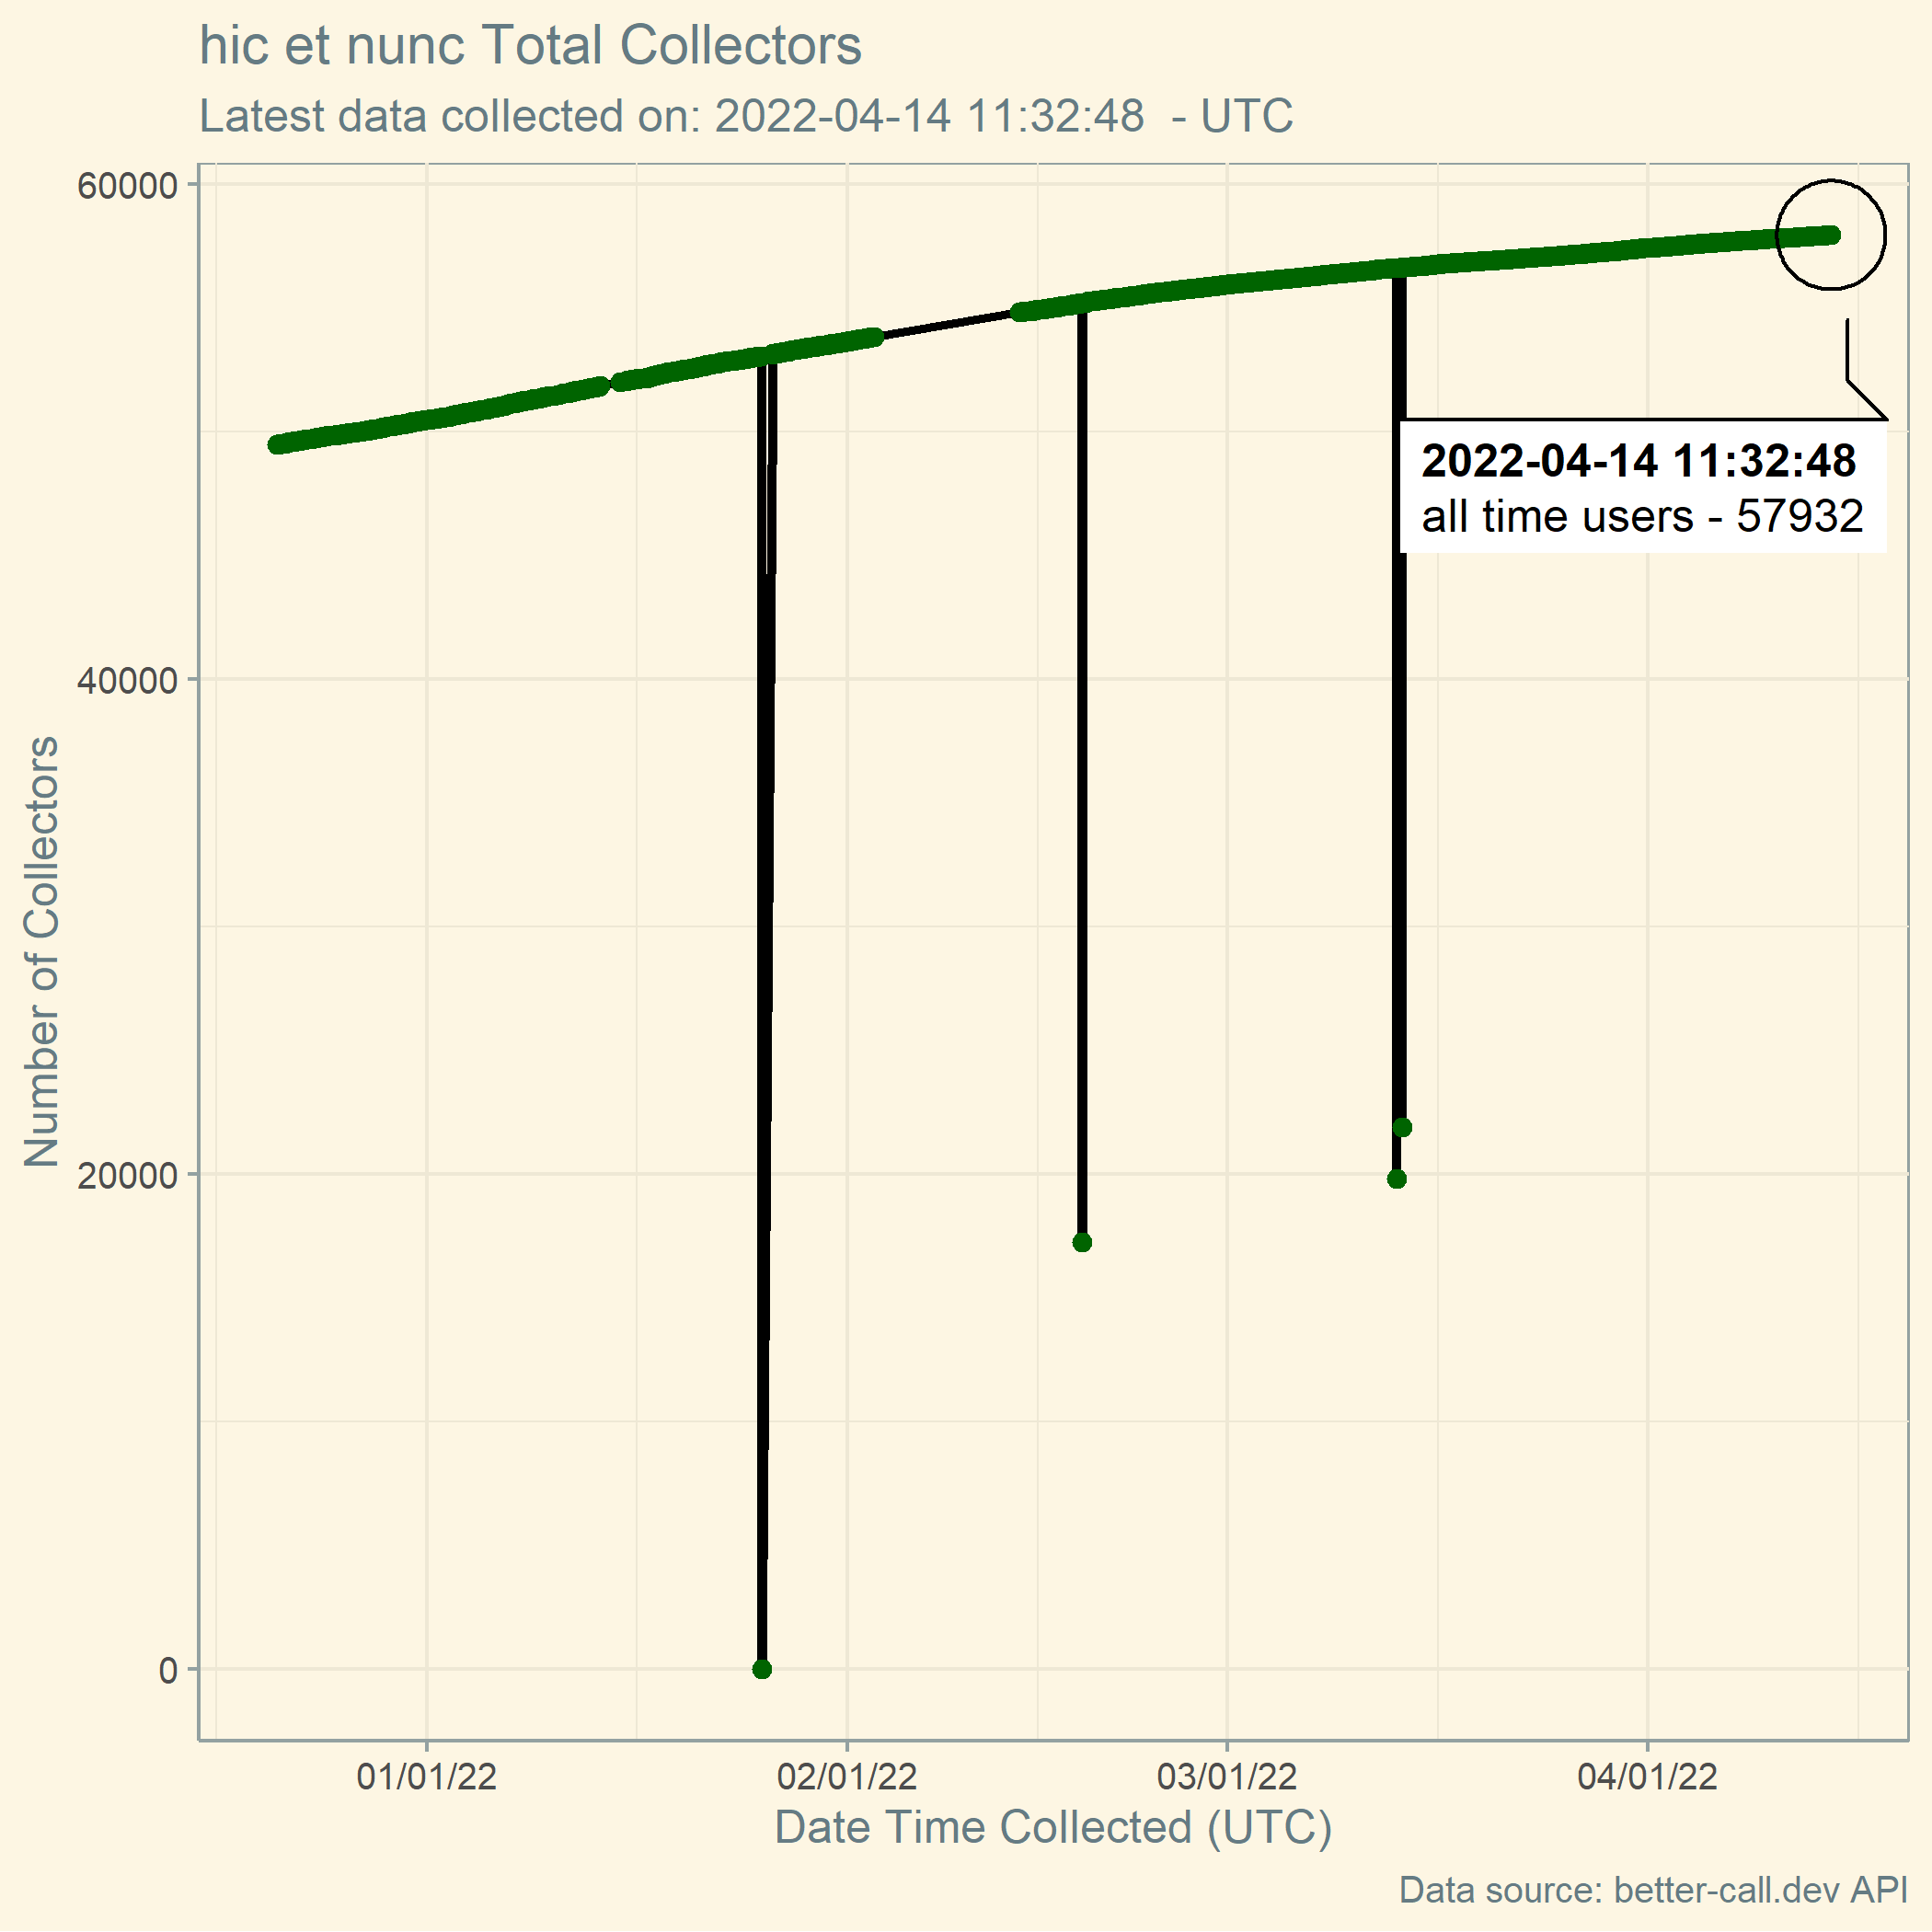 hic et nunc Total Collectors
Latest data collected on: 2022-04-14 11:32:48  - UTC
60000
40000
20000
0
Number of Collectors
2022-04-14 11:32:48
all time users - 57932
01/01/22
02/01/22
03/01/22
04/01/22
Date Time Collected (UTC)
Data source: better-call.dev API